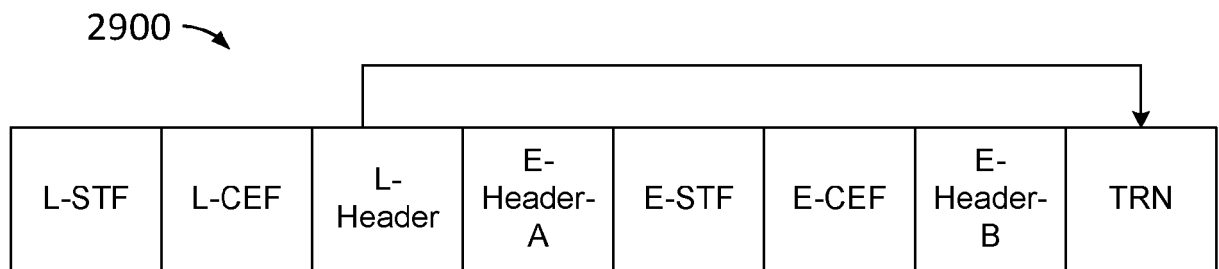 2900
L-STF
L-CEF
L-
Header
E-
Header-
A
E-STF
E-CEF
E-
Header-
B
TRN